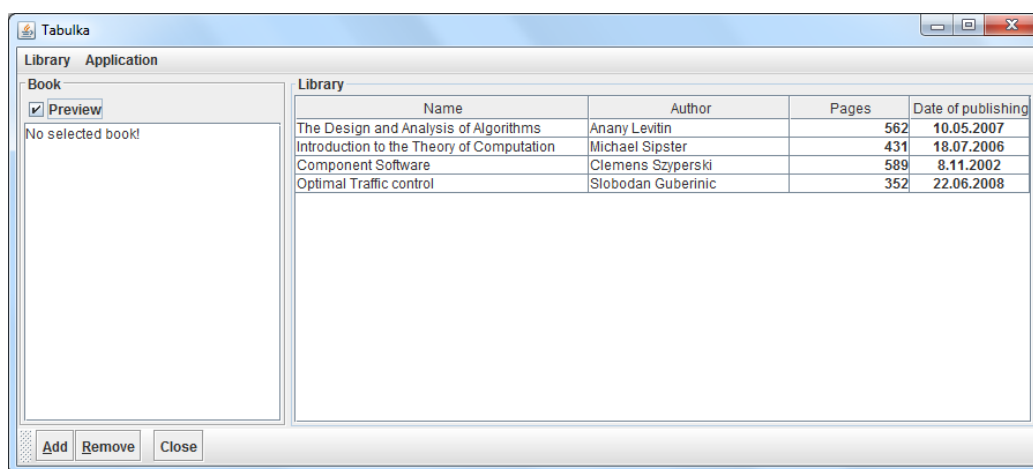 Tabulka
Library Application
Book
Preview
No selected book!
Library
Name Author Pages Date of publishing
The Design and Analysis of Algorithms Anany Levitin 562 10.05.2007
Introduction to the Theory of Computation Michael Sipster 431 18.07.2006
Component Software Clemens Szyperski 589 8.11.2002
Optimal Traffic control Slobodan Guberinic 352 22.06.2008
Add Remove Close